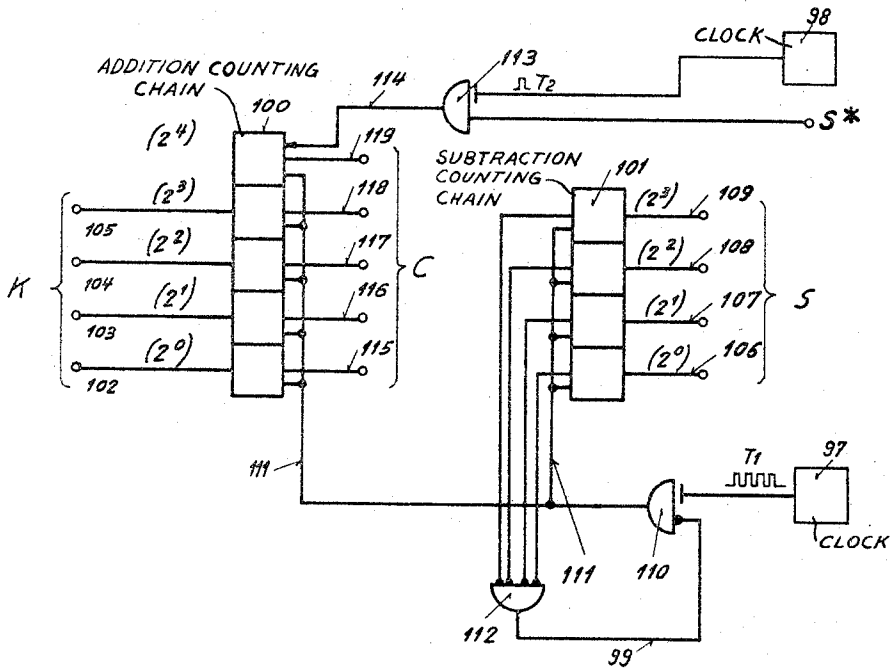 98
CLOCK
113
T2
114
S*
ADDITION COUNTING
CHAIN
100
(2⁴)
119
SUBTRACTION
COUNTING
CHAIN
101
(2³)
118
(2³)
109
105
(2²)
117
(2²)
108
K
C
S
104
(2¹)
116
(2¹)
107
103
(2⁰)
115
(2⁰)
106
102
111
T1
97
CLOCK
111
110
112
99